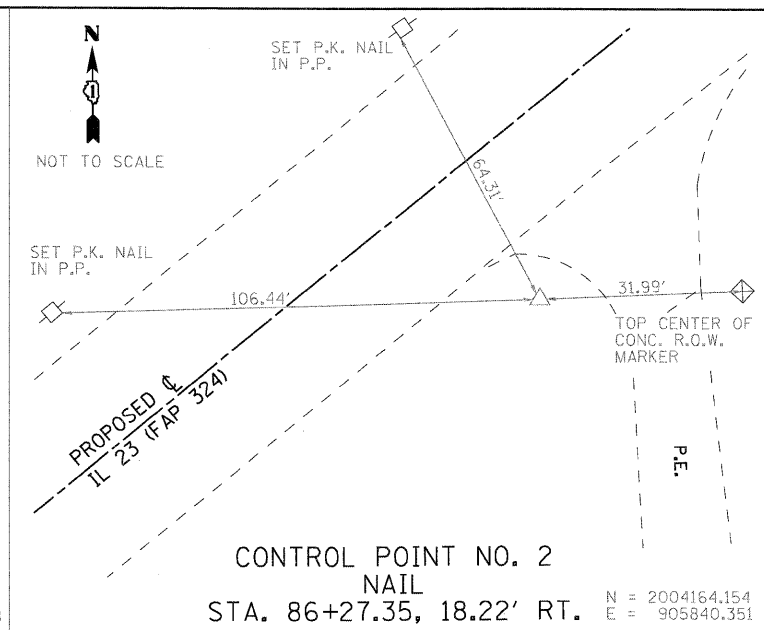 N
1
NOT TO SCALE
SET P.K. NAIL
IN P.P.
64.31'
SET P.K. NAIL
IN P.P.
106.44'
31.99'
TOP CENTER OF
CONC. R.O.W.
MARKER
PROPOSED ℄
IL 23 (FAP 324)
P.E.
CONTROL POINT NO. 2
NAIL
STA. 86+27.35, 18.22' RT.
N = 2004164.154
E = 905840.351